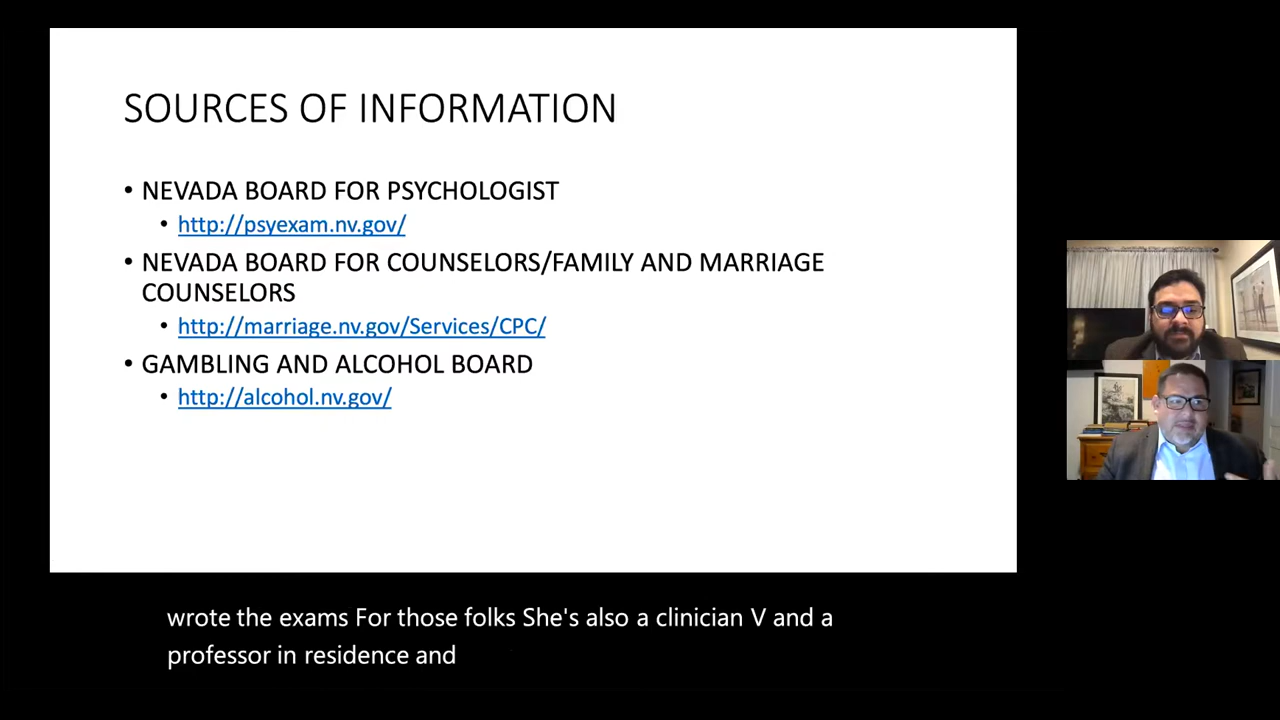 SOURCES OF INFORMATION
• NEVADA BOARD FOR PSYCHOLOGIST
• http://psyexam.nv.gov/
• NEVADA BOARD FOR COUNSELORS/FAMILY AND MARRIAGE
COUNSELORS
• http://marriage.nv.gov/Services/CPC/
• GAMBLING AND ALCOHOL BOARD
• http://alcohol.nv.gov/
wrote the exams For those folks She's also a clinician V and a
professor in residence and